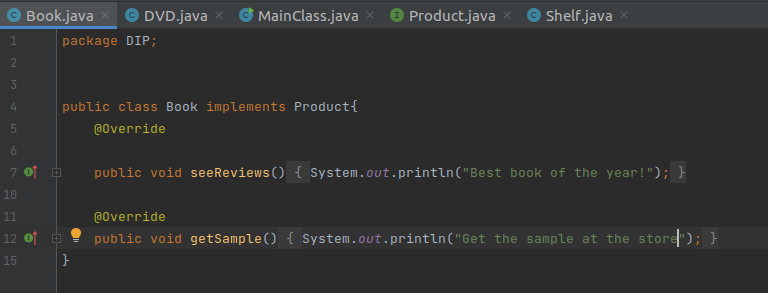 Book.java DVD.java MainClass.java Product.java Shelf.java
1 package DIP;
2
3
4 public class Book implements Product{
5 @Override
6
7 public void seeReviews() { System.out.println("Best book of the year!"); }
10
11 @Override
12 public void getSample() { System.out.println("Get the sample at the store"); }
15 }